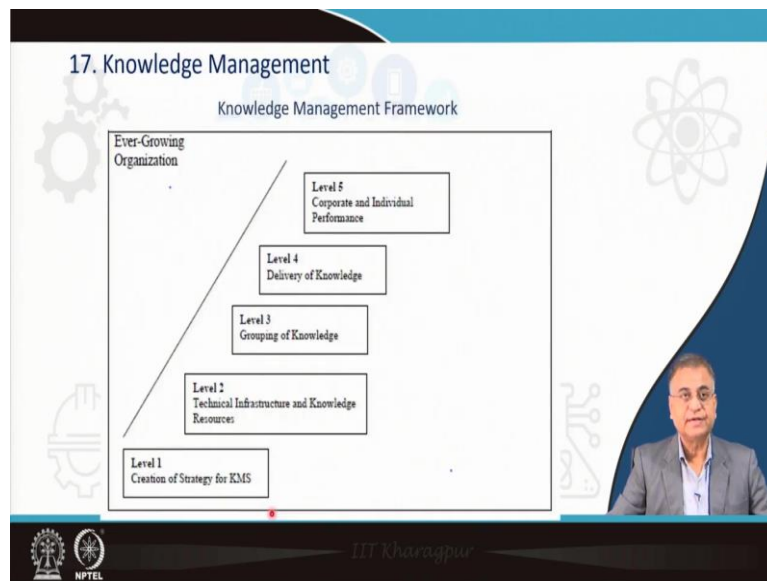 17. Knowledge Management
Knowledge Management Framework
Ever-Growing
Organization
Level 5
Corporate and Individual
Performance
Level 4
Delivery of Knowledge
Level 3
Grouping of Knowledge
Level 2
Technical Infrastructure and Knowledge
Resources
Level 1
Creation of Strategy for KMS
IIT Kharagpur
NPTEL